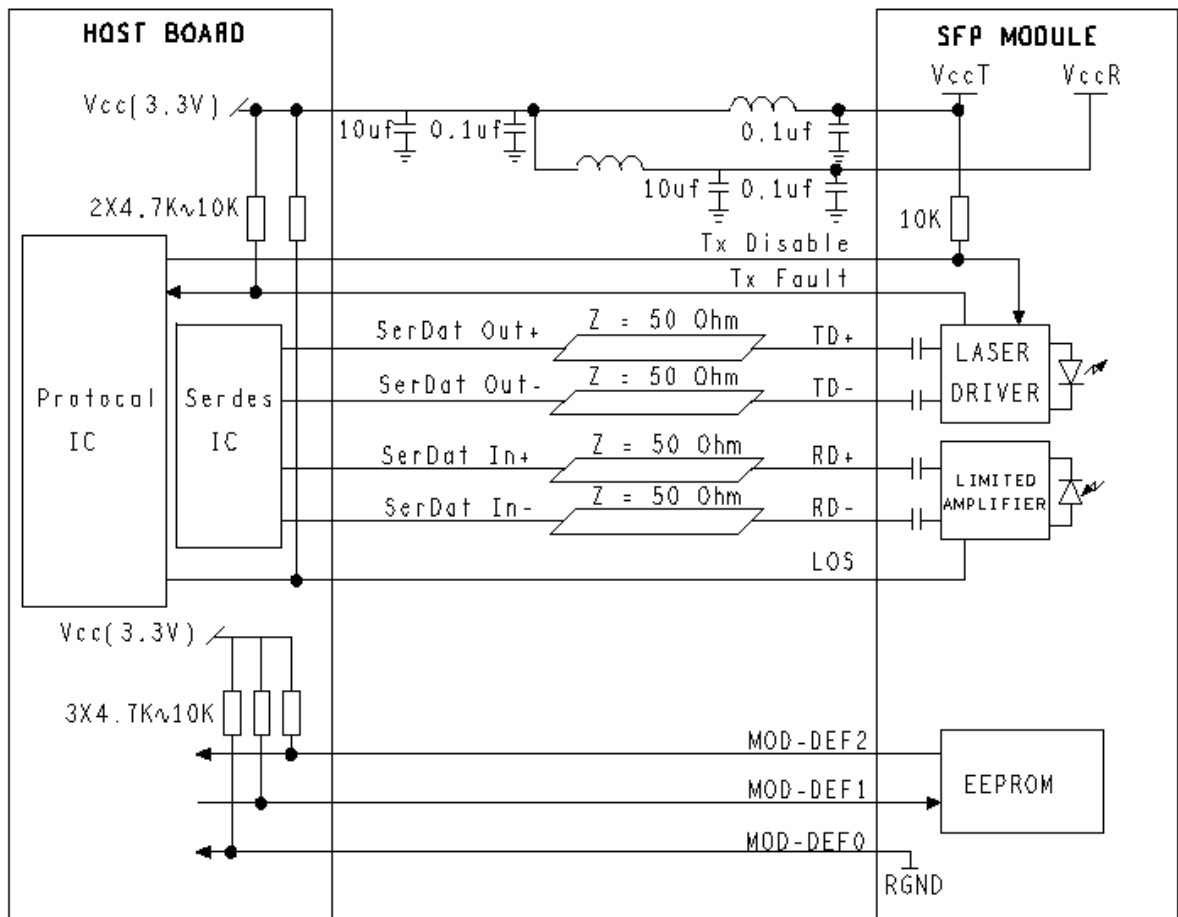 HOST BOARD
SFP MODULE
VccT
VccR
Vcc(3.3V)
10uf
0.1uf
0.1uf
10uf
0.1uf
2X4.7K~10K
10K
Tx Disable
Tx Fault
Z = 50 Ohm
SerDat Out+
TD+
LASER
DRIVER
Z = 50 Ohm
SerDat Out-
TD-
Protocal
IC
Serdes
IC
Z = 50 Ohm
SerDat In+
RD+
LIMITED
AMPLIFIER
Z = 50 Ohm
SerDat In-
RD-
LOS
Vcc(3.3V)
3X4.7K~10K
MOD-DEF2
EEPROM
MOD-DEF1
MOD-DEF0
RGND